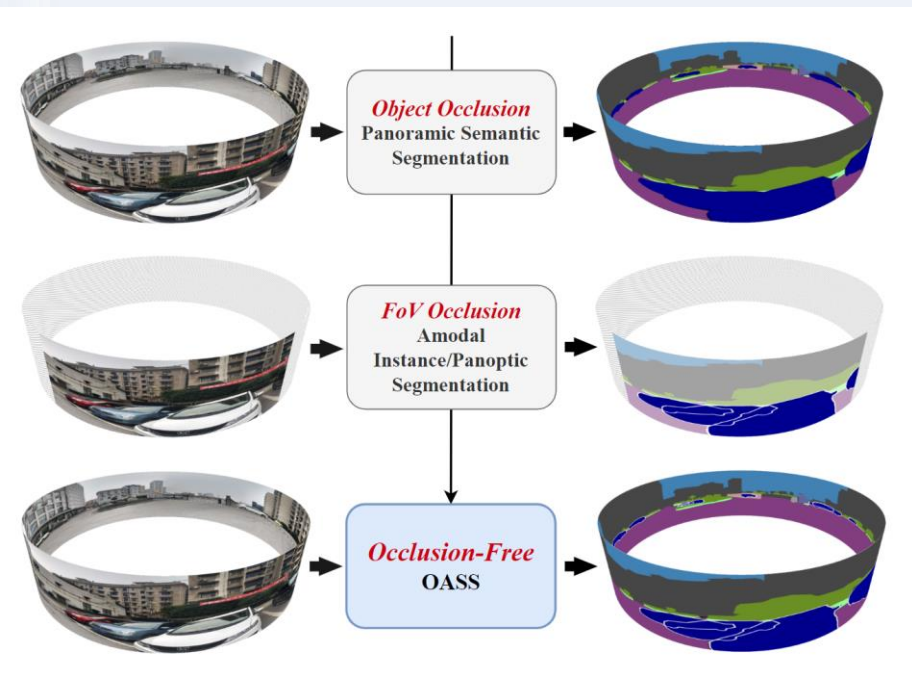 Object Occlusion
Panoramic Semantic
Segmentation
FoV Occlusion
Amodal
Instance/Panoptic
Segmentation
Occlusion-Free
OASS